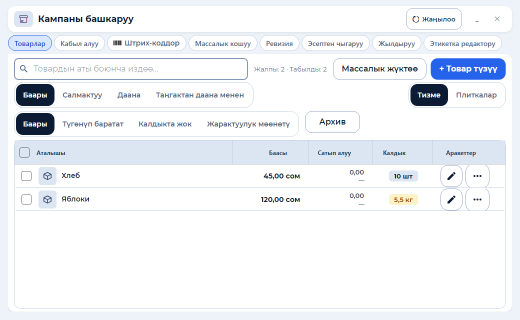 Кампаны башкаруу
Жаңылоо
Товарлар
Кабыл алуу
Штрих-коддор
Массалык кошуу
Ревизия
Эсептен чыгаруу
Жылдыруу
Этикетка редактору
Товардын аты боюнча издөө...
Жалпы: 2 · Табылды: 2
Массалык жүктөө
+ Товар түзүү
Баары
Салмактуу
Даана
Таңгактан даана менен
Тизме
Плиткалар
Баары
Түгөнүп баратат
Калдыкта жок
Жарактуулук мөөнөтү
Архив
Аталышы
Баасы
Сатып алуу
Калдык
Аракеттер
Хлеб
45,00 сом
0,00
—
10 шт
Яблоки
120,00 сом
0,00
—
5,5 кг